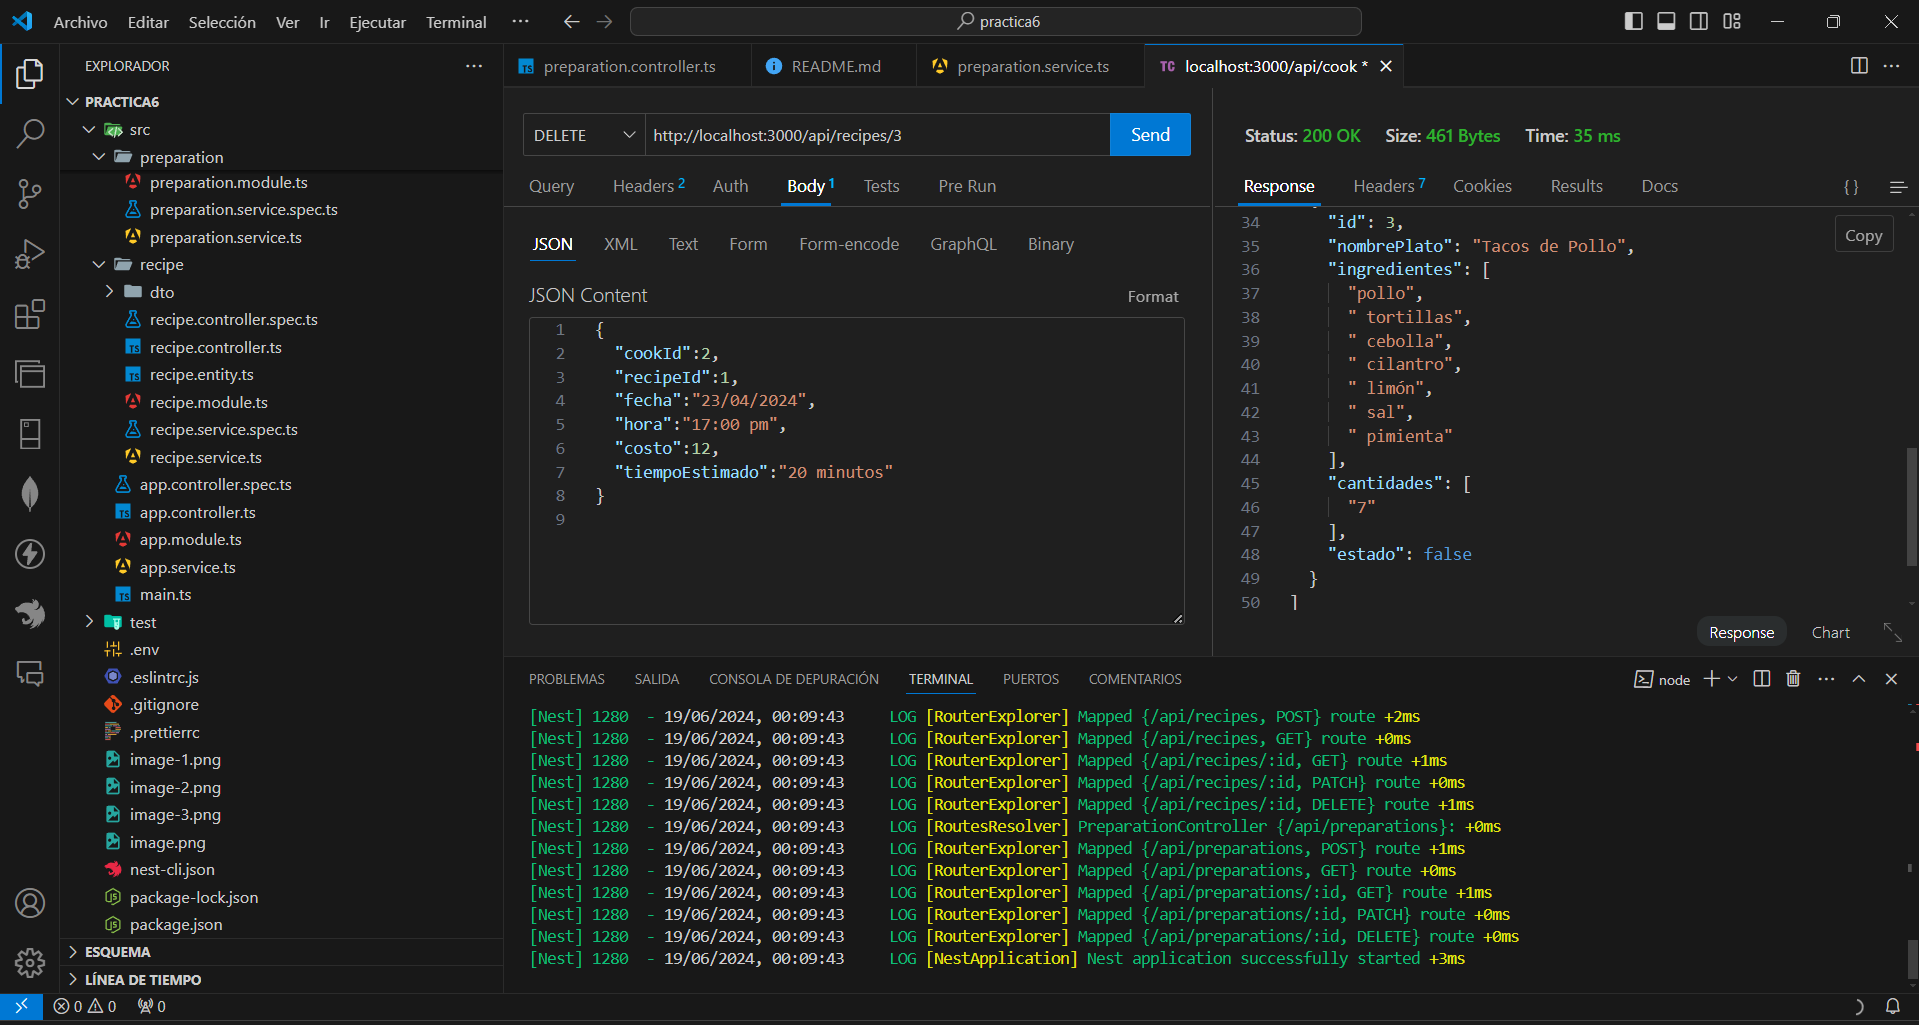 Archivo Editar Selección Ver Ir Ejecutar Terminal ··· practica6
EXPLORADOR ···
PRACTICA6
src
preparation
preparation.module.ts
preparation.service.spec.ts
preparation.service.ts
recipe
dto
recipe.controller.spec.ts
recipe.controller.ts
recipe.entity.ts
recipe.module.ts
recipe.service.spec.ts
recipe.service.ts
app.controller.spec.ts
app.controller.ts
app.module.ts
app.service.ts
main.ts
test
.env
.eslintrc.js
.gitignore
.prettierrc
image-1.png
image-2.png
image-3.png
image.png
nest-cli.json
package-lock.json
package.json
ESQUEMA
LÍNEA DE TIEMPO
TS preparation.controller.ts README.md preparation.service.ts TC localhost:3000/api/cook *
DELETE http://localhost:3000/api/recipes/3 Send
Query Headers 2 Auth Body 1 Tests Pre Run
JSON XML Text Form Form-encode GraphQL Binary
JSON Content Format
1 {
2 "cookId":2,
3 "recipeId":1,
4 "fecha":"23/04/2024",
5 "hora":"17:00 pm",
6 "costo":12,
7 "tiempoEstimado":"20 minutos"
8 }
9
Status: 200 OK Size: 461 Bytes Time: 35 ms
Response Headers 7 Cookies Results Docs { }
Copy
34 "id": 3,
35 "nombrePlato": "Tacos de Pollo",
36 "ingredientes": [
37 "pollo",
38 " tortillas",
39 " cebolla",
40 " cilantro",
41 " limón",
42 " sal",
43 " pimienta"
44 ],
45 "cantidades": [
46 "7"
47 ],
48 "estado": false
49 }
50 ]
Response Chart
PROBLEMAS SALIDA CONSOLA DE DEPURACIÓN TERMINAL PUERTOS COMENTARIOS node
[Nest] 1280 - 19/06/2024, 00:09:43 LOG [RouterExplorer] Mapped {/api/recipes, POST} route +2ms
[Nest] 1280 - 19/06/2024, 00:09:43 LOG [RouterExplorer] Mapped {/api/recipes, GET} route +0ms
[Nest] 1280 - 19/06/2024, 00:09:43 LOG [RouterExplorer] Mapped {/api/recipes/:id, GET} route +1ms
[Nest] 1280 - 19/06/2024, 00:09:43 LOG [RouterExplorer] Mapped {/api/recipes/:id, PATCH} route +0ms
[Nest] 1280 - 19/06/2024, 00:09:43 LOG [RouterExplorer] Mapped {/api/recipes/:id, DELETE} route +1ms
[Nest] 1280 - 19/06/2024, 00:09:43 LOG [RoutesResolver] PreparationController {/api/preparations}: +0ms
[Nest] 1280 - 19/06/2024, 00:09:43 LOG [RouterExplorer] Mapped {/api/preparations, POST} route +1ms
[Nest] 1280 - 19/06/2024, 00:09:43 LOG [RouterExplorer] Mapped {/api/preparations, GET} route +0ms
[Nest] 1280 - 19/06/2024, 00:09:43 LOG [RouterExplorer] Mapped {/api/preparations/:id, GET} route +1ms
[Nest] 1280 - 19/06/2024, 00:09:43 LOG [RouterExplorer] Mapped {/api/preparations/:id, PATCH} route +0ms
[Nest] 1280 - 19/06/2024, 00:09:43 LOG [RouterExplorer] Mapped {/api/preparations/:id, DELETE} route +0ms
[Nest] 1280 - 19/06/2024, 00:09:43 LOG [NestApplication] Nest application successfully started +3ms
0 0 0